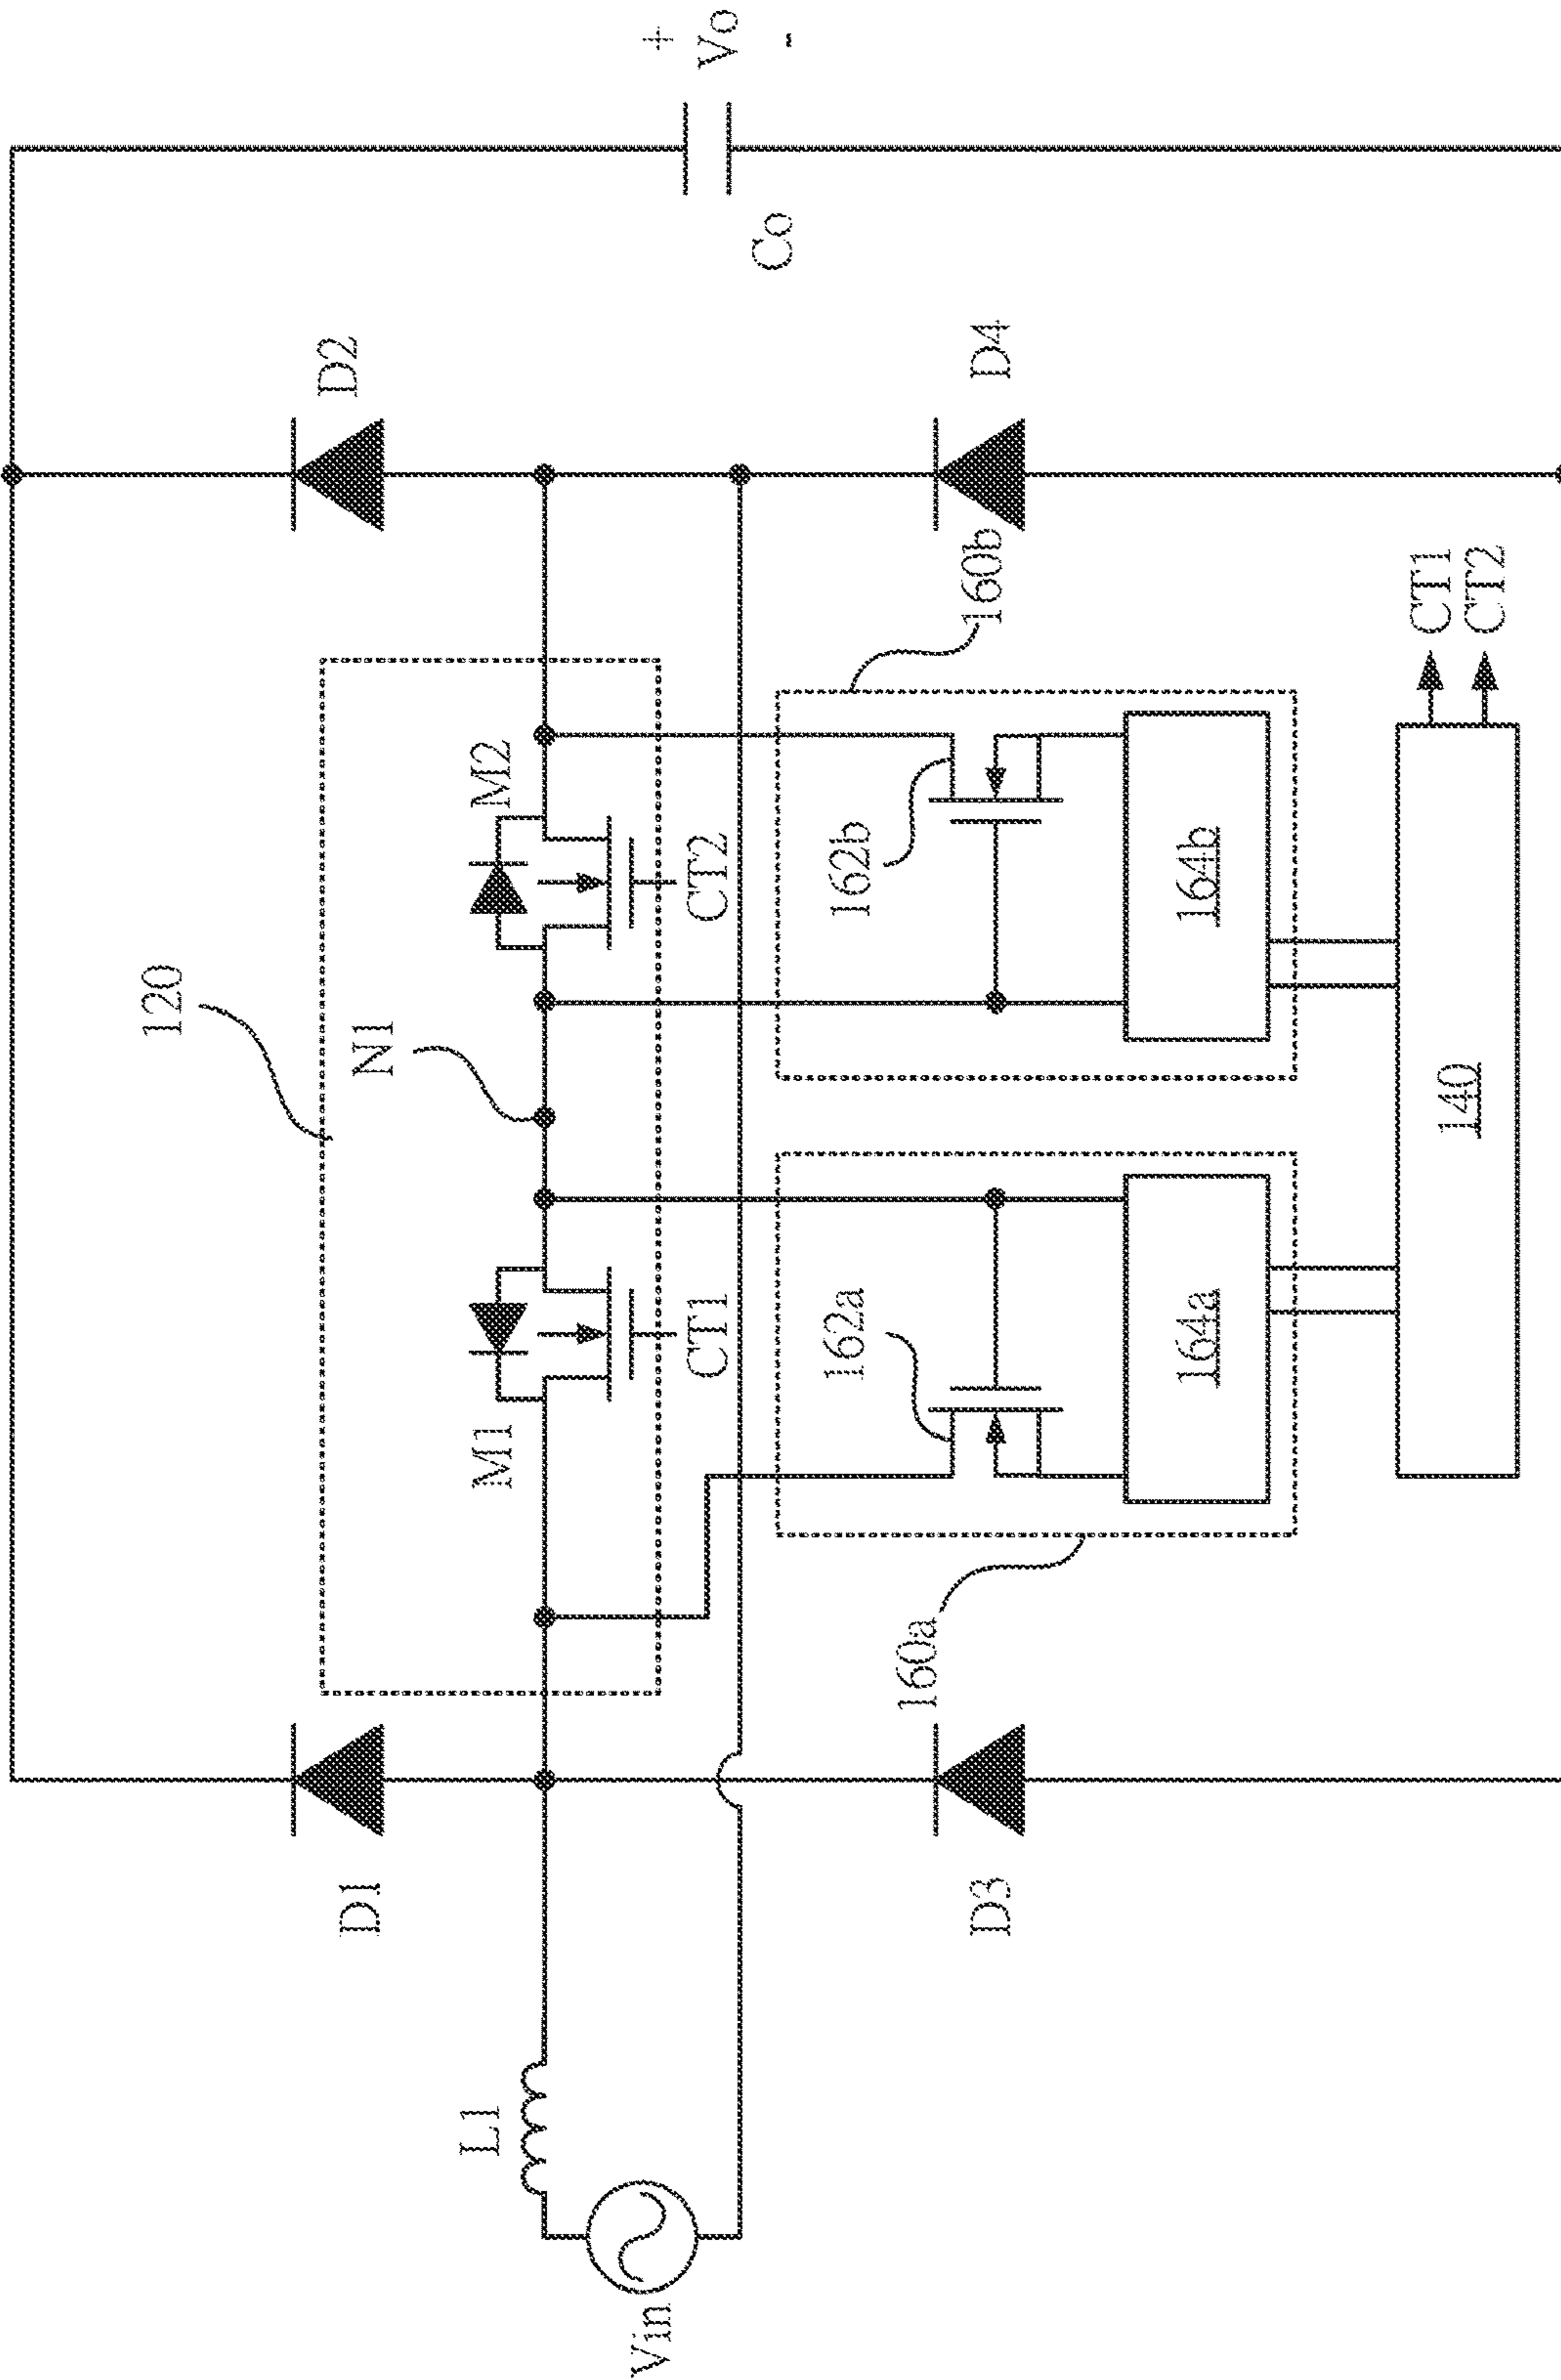 120
N1
M1
M2
CT1
CT2
D1
D2
L1
Vin
162a
162b
160a
160b
164a
164b
D3
D4
140
CT1
CT2
Co
+
Vo
-